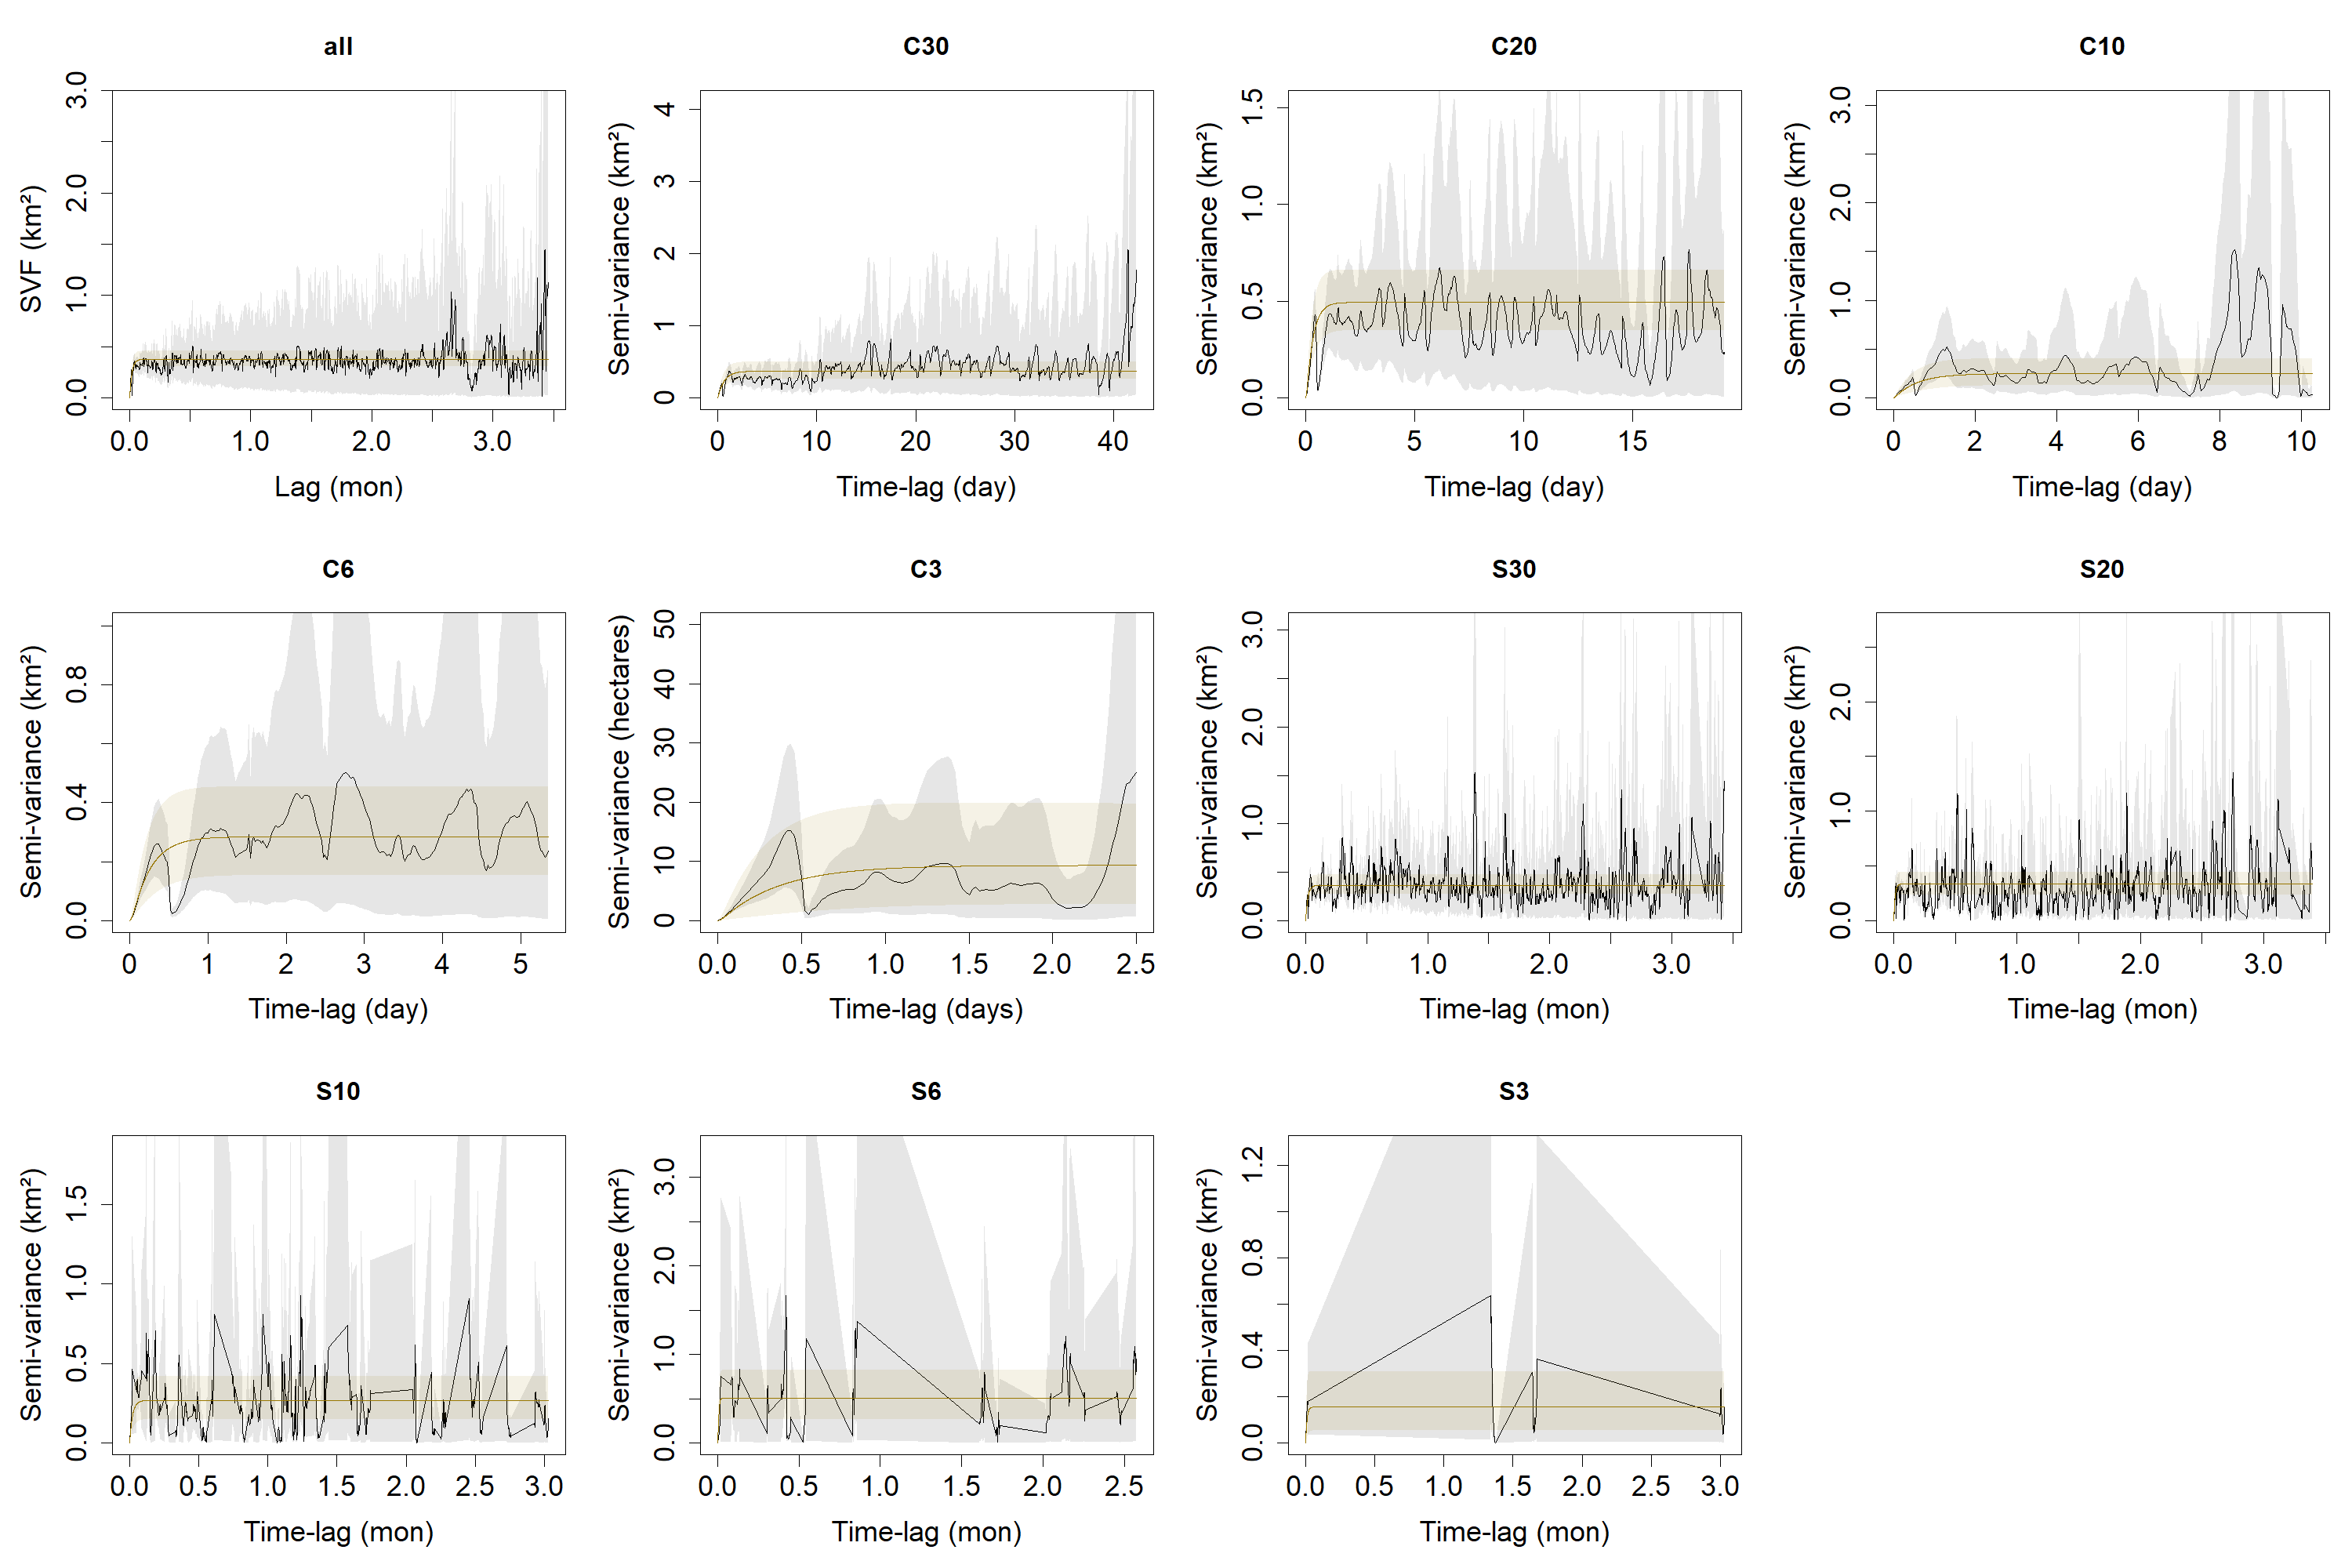 all
C30
C20
C10
SVF (km²)
0.0 1.0 2.0 3.0
0.0 1.0 2.0 3.0
Lag (mon)
Semi-variance (km²)
0 1 2 3 4
0 10 20 30 40
Time-lag (day)
Semi-variance (km²)
0.0 0.5 1.0 1.5
0 5 10 15
Time-lag (day)
Semi-variance (km²)
0.0 1.0 2.0 3.0
0 2 4 6 8 10
Time-lag (day)
C6
C3
S30
S20
Semi-variance (km²)
0.0 0.4 0.8
0 1 2 3 4 5
Time-lag (day)
Semi-variance (hectares)
0 10 20 30 40 50
0.0 0.5 1.0 1.5 2.0 2.5
Time-lag (days)
Semi-variance (km²)
0.0 1.0 2.0 3.0
0.0 1.0 2.0 3.0
Time-lag (mon)
Semi-variance (km²)
0.0 1.0 2.0
0.0 1.0 2.0 3.0
Time-lag (mon)
S10
S6
S3
Semi-variance (km²)
0.0 0.5 1.0 1.5
0.0 0.5 1.0 1.5 2.0 2.5 3.0
Time-lag (mon)
Semi-variance (km²)
0.0 1.0 2.0 3.0
0.0 0.5 1.0 1.5 2.0 2.5
Time-lag (mon)
Semi-variance (km²)
0.0 0.4 0.8 1.2
0.0 0.5 1.0 1.5 2.0 2.5 3.0
Time-lag (mon)